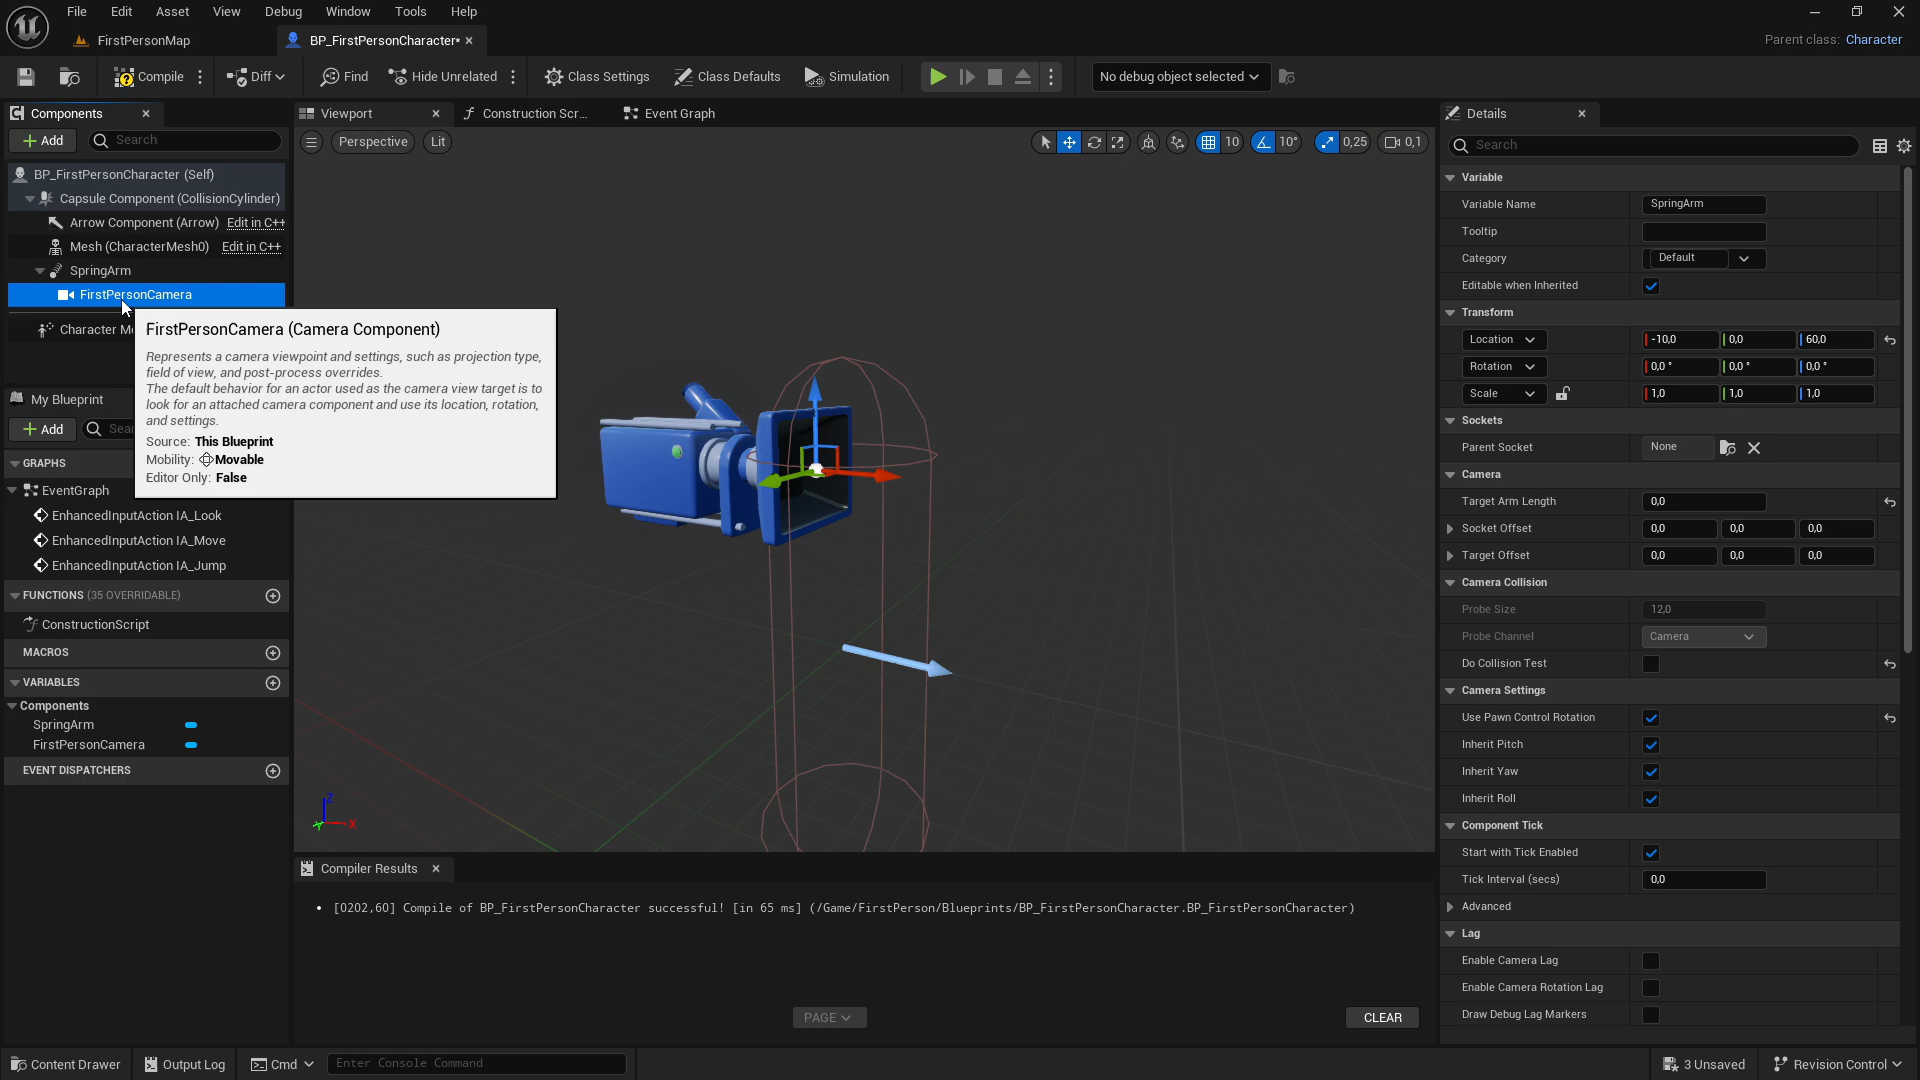 File Edit Asset View Debug Window Tools Help
FirstPersonMap
BP_FirstPersonCharacter*
Parent class: Character
Compile
Diff
Find
Hide Unrelated
Class Settings
Class Defaults
Simulation
No debug object selected
Components
Add
Search
BP_FirstPersonCharacter (Self)
Capsule Component (CollisionCylinder)
Arrow Component (Arrow) Edit in C++
Mesh (CharacterMesh0) Edit in C++
SpringArm
FirstPersonCamera
Character M
FirstPersonCamera (Camera Component)
Represents a camera viewpoint and settings, such as projection type,
field of view, and post-process overrides.
The default behavior for an actor used as the camera view target is to
look for an attached camera component and use its location, rotation,
and settings.
Source: This Blueprint
Mobility: Movable
Editor Only: False
My Blueprint
Add
Sea
GRAPHS
EventGraph
EnhancedInputAction IA_Look
EnhancedInputAction IA_Move
EnhancedInputAction IA_Jump
FUNCTIONS (35 OVERRIDABLE)
ConstructionScript
MACROS
VARIABLES
Components
SpringArm
FirstPersonCamera
EVENT DISPATCHERS
Viewport
Construction Scr...
Event Graph
Perspective
Lit
10
10°
0,25
0,1
Z
X
Compiler Results
• [0202,60] Compile of BP_FirstPersonCharacter successful! [in 65 ms] (/Game/FirstPerson/Blueprints/BP_FirstPersonCharacter.BP_FirstPersonCharacter)
PAGE
CLEAR
Details
Search
Variable
Variable Name SpringArm
Tooltip
Category Default
Editable when Inherited
Transform
Location -10,0 0,0 60,0
Rotation 0,0 ° 0,0 ° 0,0 °
Scale 1,0 1,0 1,0
Sockets
Parent Socket None
Camera
Target Arm Length 0,0
Socket Offset 0,0 0,0 0,0
Target Offset 0,0 0,0 0,0
Camera Collision
Probe Size 12,0
Probe Channel Camera
Do Collision Test
Camera Settings
Use Pawn Control Rotation
Inherit Pitch
Inherit Yaw
Inherit Roll
Component Tick
Start with Tick Enabled
Tick Interval (secs) 0,0
Advanced
Lag
Enable Camera Lag
Enable Camera Rotation Lag
Draw Debug Lag Markers
Content Drawer
Output Log
Cmd
Enter Console Command
3 Unsaved
Revision Control